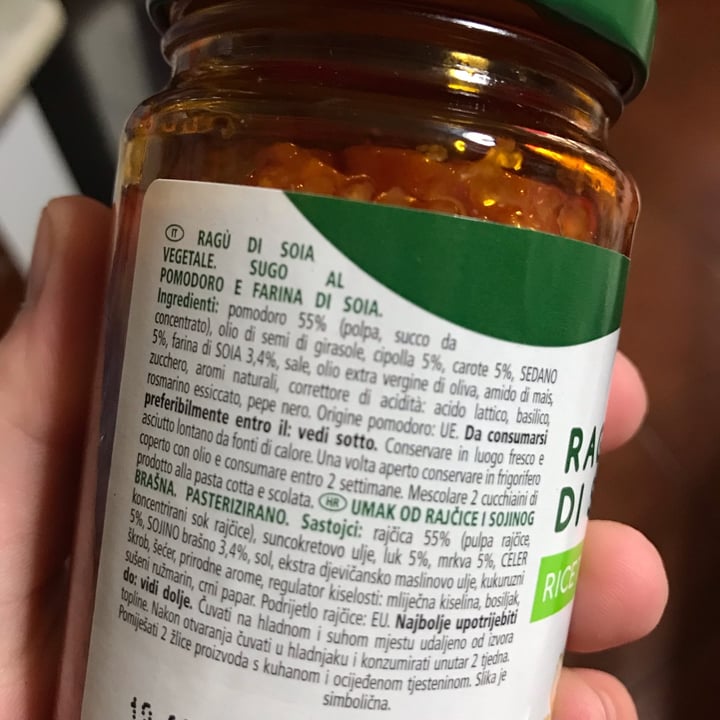 IT RAGÙ DI SOIA
VEGETALE. SUGO AL
POMODORO E FARINA DI SOIA.
Ingredienti: pomodoro 55% (polpa, succo da
concentrato), olio di semi di girasole, cipolla 5%, carote 5%, SEDANO
5%, farina di SOIA 3,4%, sale, olio extra vergine di oliva, amido di mais,
zucchero, aromi naturali, correttore di acidità: acido lattico, basilico,
rosmarino essiccato, pepe nero. Origine pomodoro: UE. Da consumarsi
preferibilmente entro il: vedi sotto. Conservare in luogo fresco e
asciutto lontano da fonti di calore. Una volta aperto conservare in frigorifero
coperto con olio e consumare entro 2 settimane. Mescolare 2 cucchiaini di
prodotto alla pasta cotta e scolata. HR UMAK OD RAJČICE I SOJINOG
BRAŠNA. PASTERIZIRANO. Sastojci: rajčica 55% (pulpa rajčice,
koncentrirani sok rajčice), suncokretovo ulje, luk 5%, mrkva 5%, CELER
5%, SOJINO brašno 3,4%, sol, ekstra djevičansko maslinovo ulje, kukuruzni
škrob, šećer, prirodne arome, regulator kiselosti: mliječna kiselina, bosiljak,
sušeni ružmarin, crni papar. Podrijetlo rajčice: EU. Najbolje upotrijebiti
do: vidi dolje. Čuvati na hladnom i suhom mjestu udaljeno od izvora
topline. Nakon otvaranja čuvati u hladnjaku i konzumirati unutar 2 tjedna.
Pomiješati 2 žlice proizvoda s kuhanom i ocijeđenom tjesteninom. Slika je
simbolična.
RAG
DI
RICE